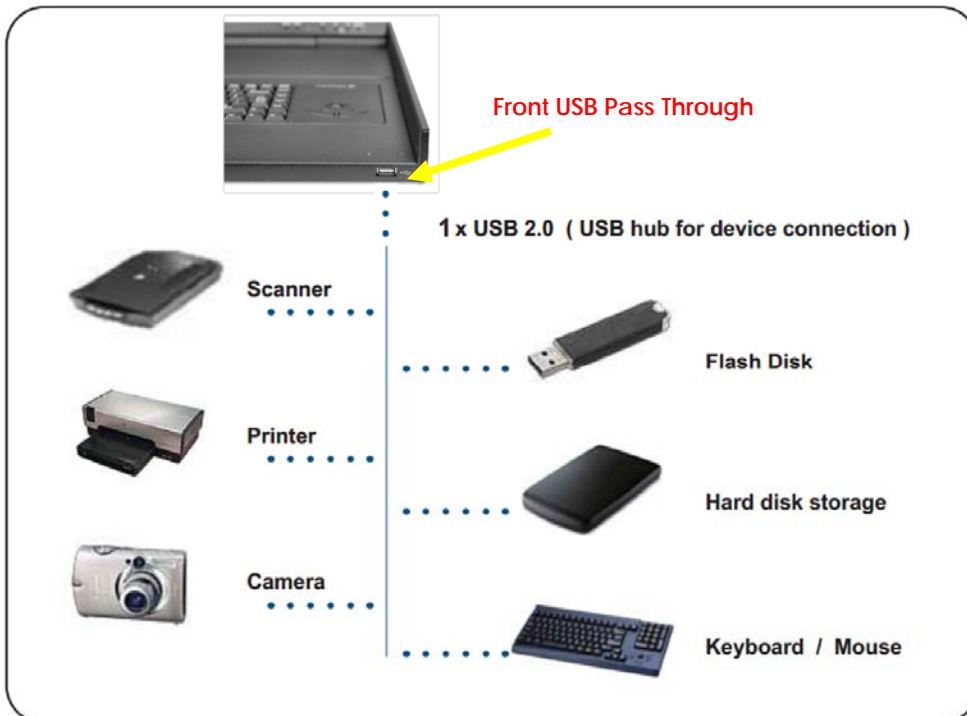 Front USB Pass Through
1 x USB 2.0 ( USB hub for device connection )
Scanner
Flash Disk
Printer
Hard disk storage
Camera
Keyboard / Mouse